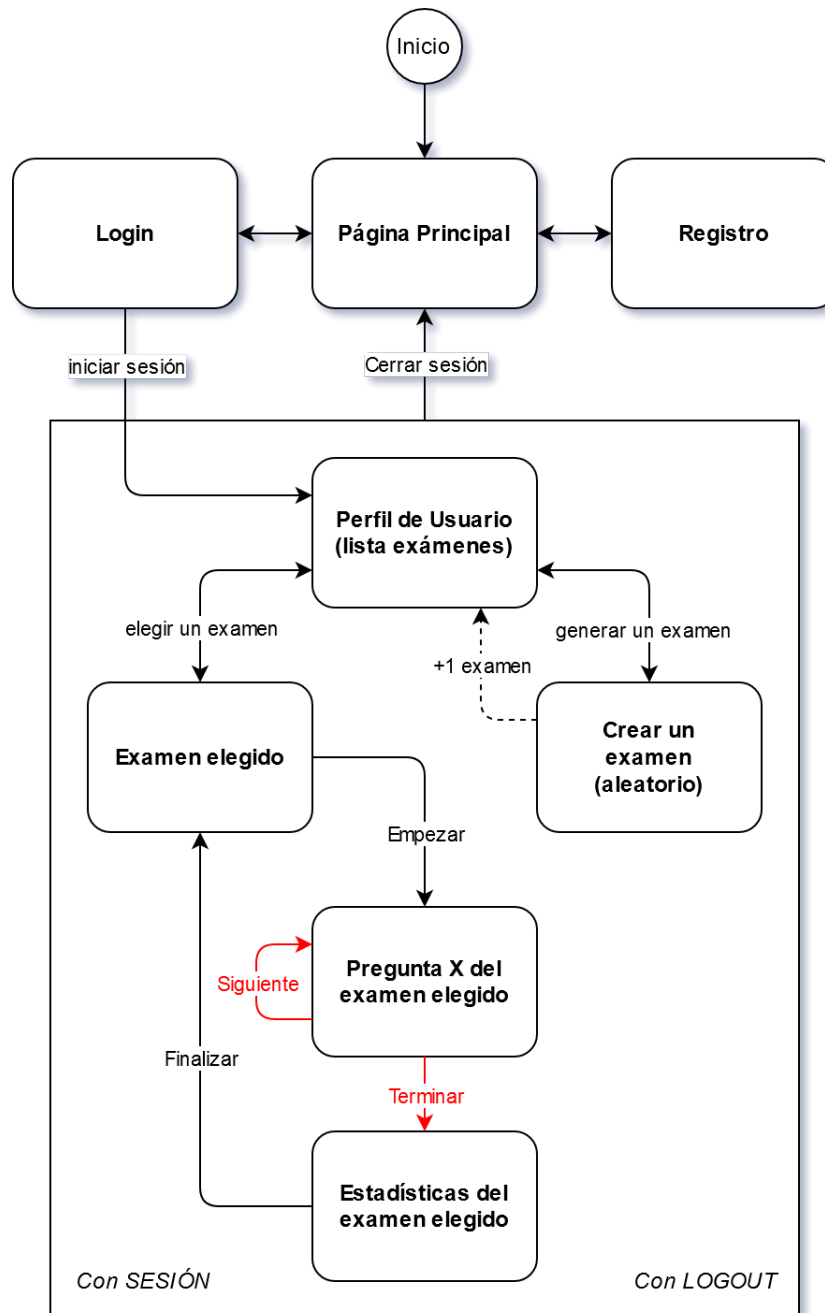 Inicio
Login
Página Principal
Registro
iniciar sesión
Cerrar sesión
Perfil de Usuario
(lista exámenes)
elegir un examen
generar un examen
+1 examen
Examen elegido
Crear un
examen
(aleatorio)
Empezar
Pregunta X del
examen elegido
Siguiente
Finalizar
Terminar
Estadísticas del
examen elegido
Con SESIÓN
Con LOGOUT